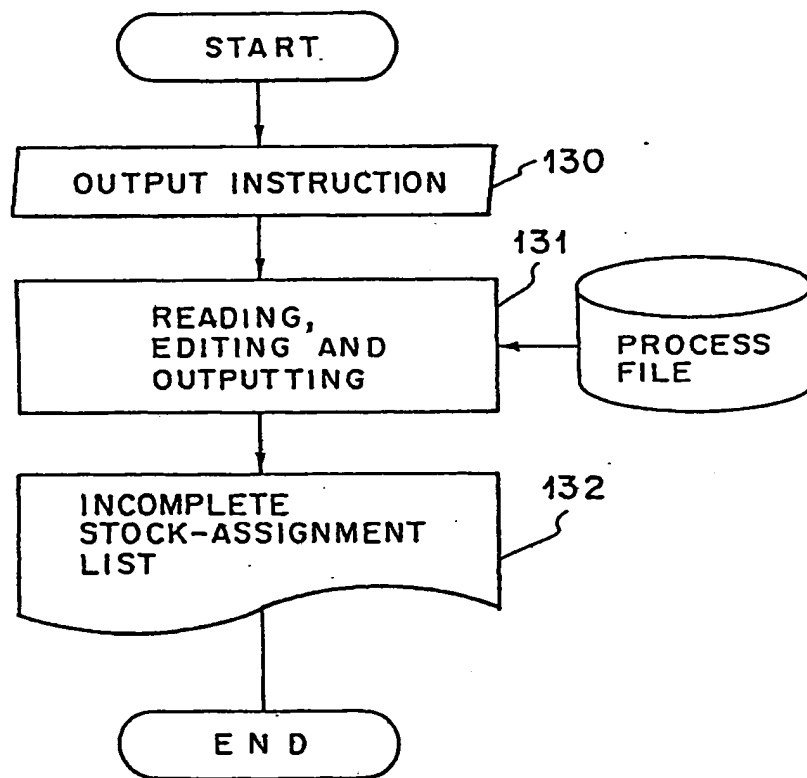 START
OUTPUT INSTRUCTION
130
131
READING,
EDITING AND
OUTPUTTING
PROCESS
FILE
132
INCOMPLETE
STOCK-ASSIGNMENT
LIST
END